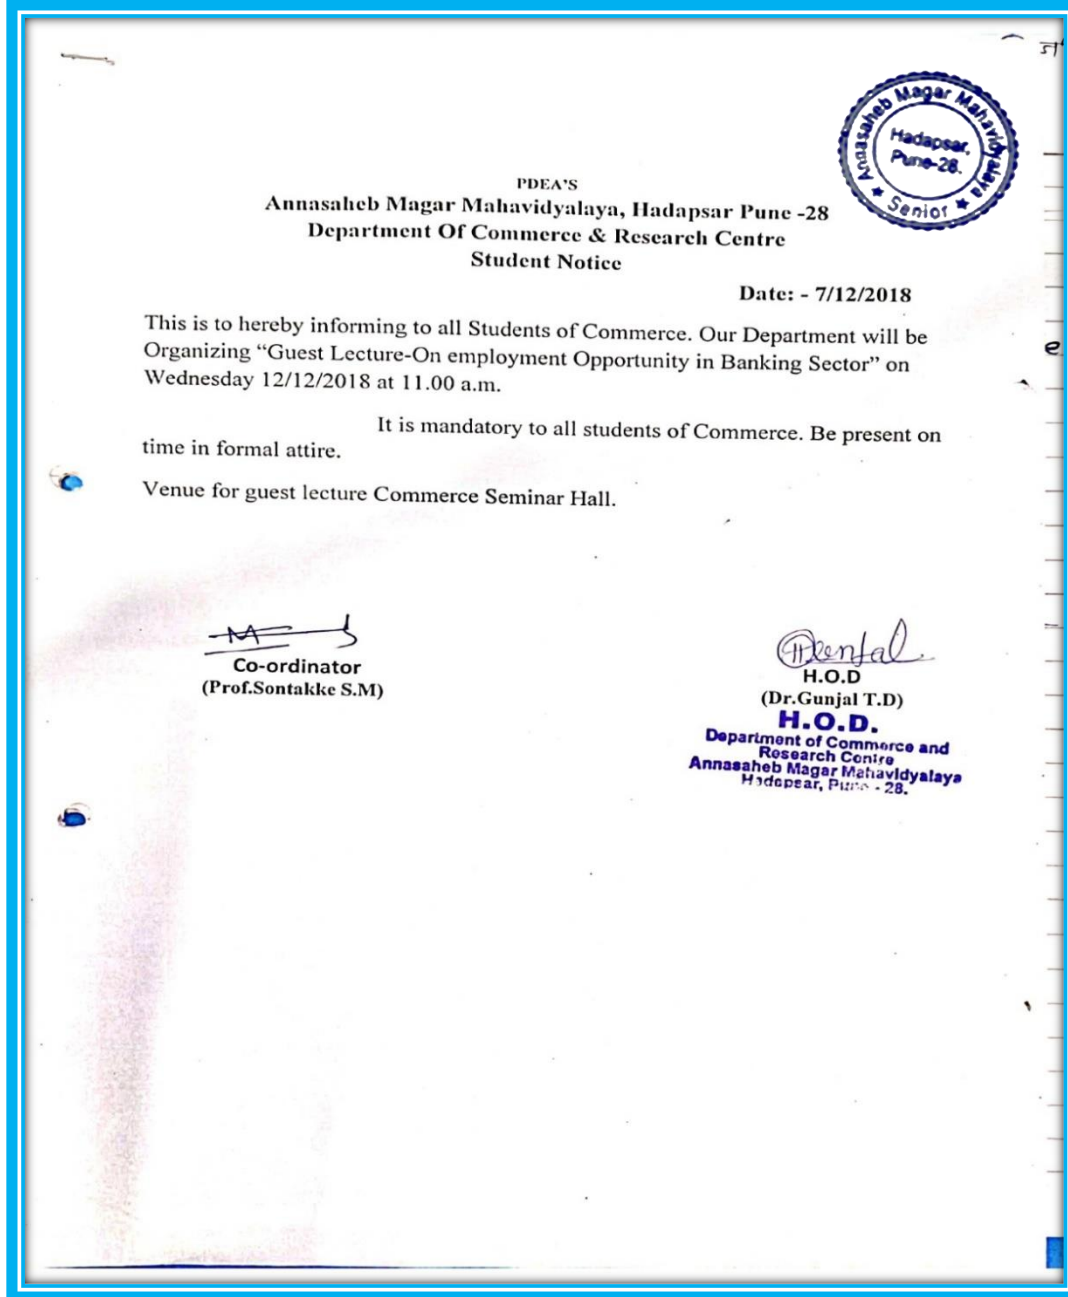 Annasaheb Magar Mahavidyalaya
Hadapsar,
Pune-28.
★ Senior ★
PDEA'S
Annasaheb Magar Mahavidyalaya, Hadapsar Pune -28
Department Of Commerce & Research Centre
Student Notice
Date: - 7/12/2018
This is to hereby informing to all Students of Commerce. Our Department will be
Organizing “Guest Lecture-On employment Opportunity in Banking Sector” on
Wednesday 12/12/2018 at 11.00 a.m.
It is mandatory to all students of Commerce. Be present on
time in formal attire.
Venue for guest lecture Commerce Seminar Hall.
Co-ordinator
(Prof.Sontakke S.M)
H.O.D
(Dr.Gunjal T.D)
H.O.D.
Department of Commerce and
Research Centre
Annasaheb Magar Mahavidyalaya
Hadapsar, Pune - 28.